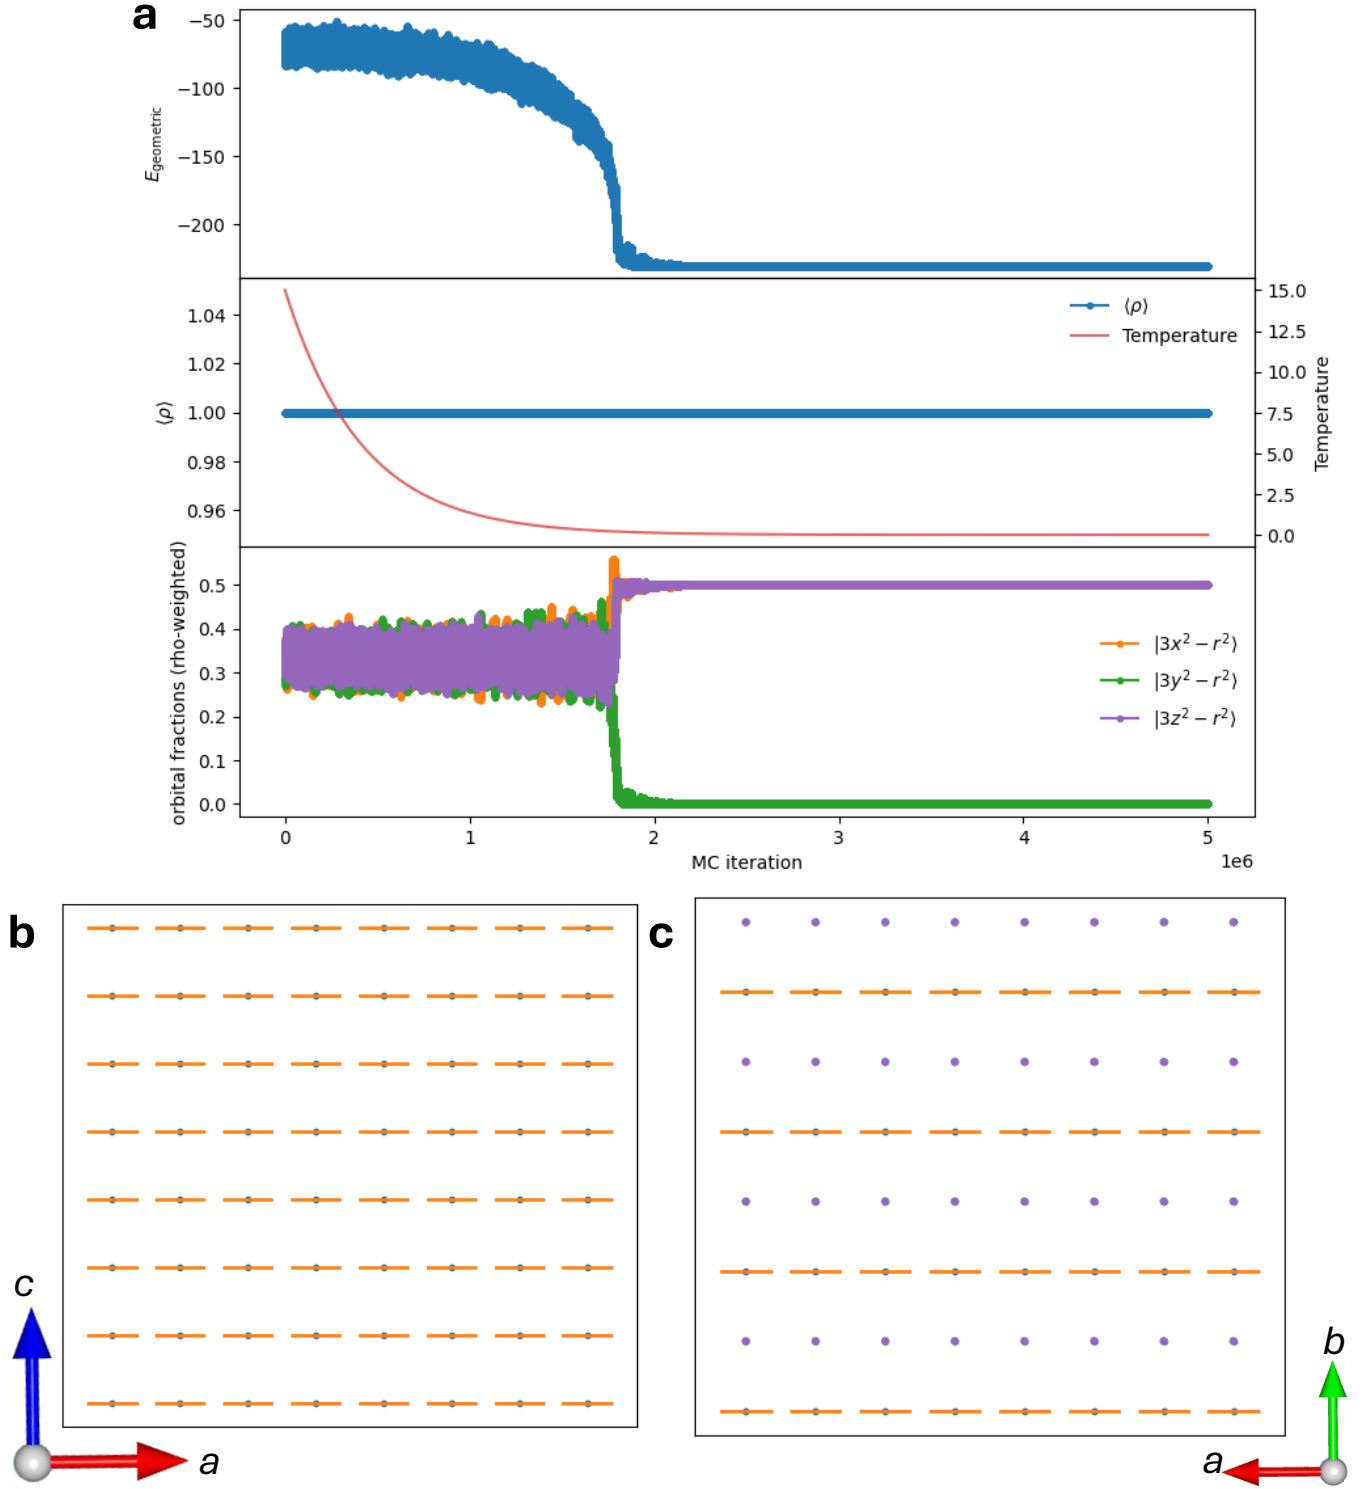 a
−50
−100
−150
−200
E_geometric
1.04
1.02
1.00
0.98
0.96
⟨ρ⟩
⟨ρ⟩
Temperature
15.0
12.5
10.0
7.5
5.0
2.5
0.0
Temperature
0.5
0.4
0.3
0.2
0.1
0.0
orbital fractions (rho-weighted)
|3x² − r²⟩
|3y² − r²⟩
|3z² − r²⟩
0 1 2 3 4 5
MC iteration
1e6
b
c
a
c
b
a